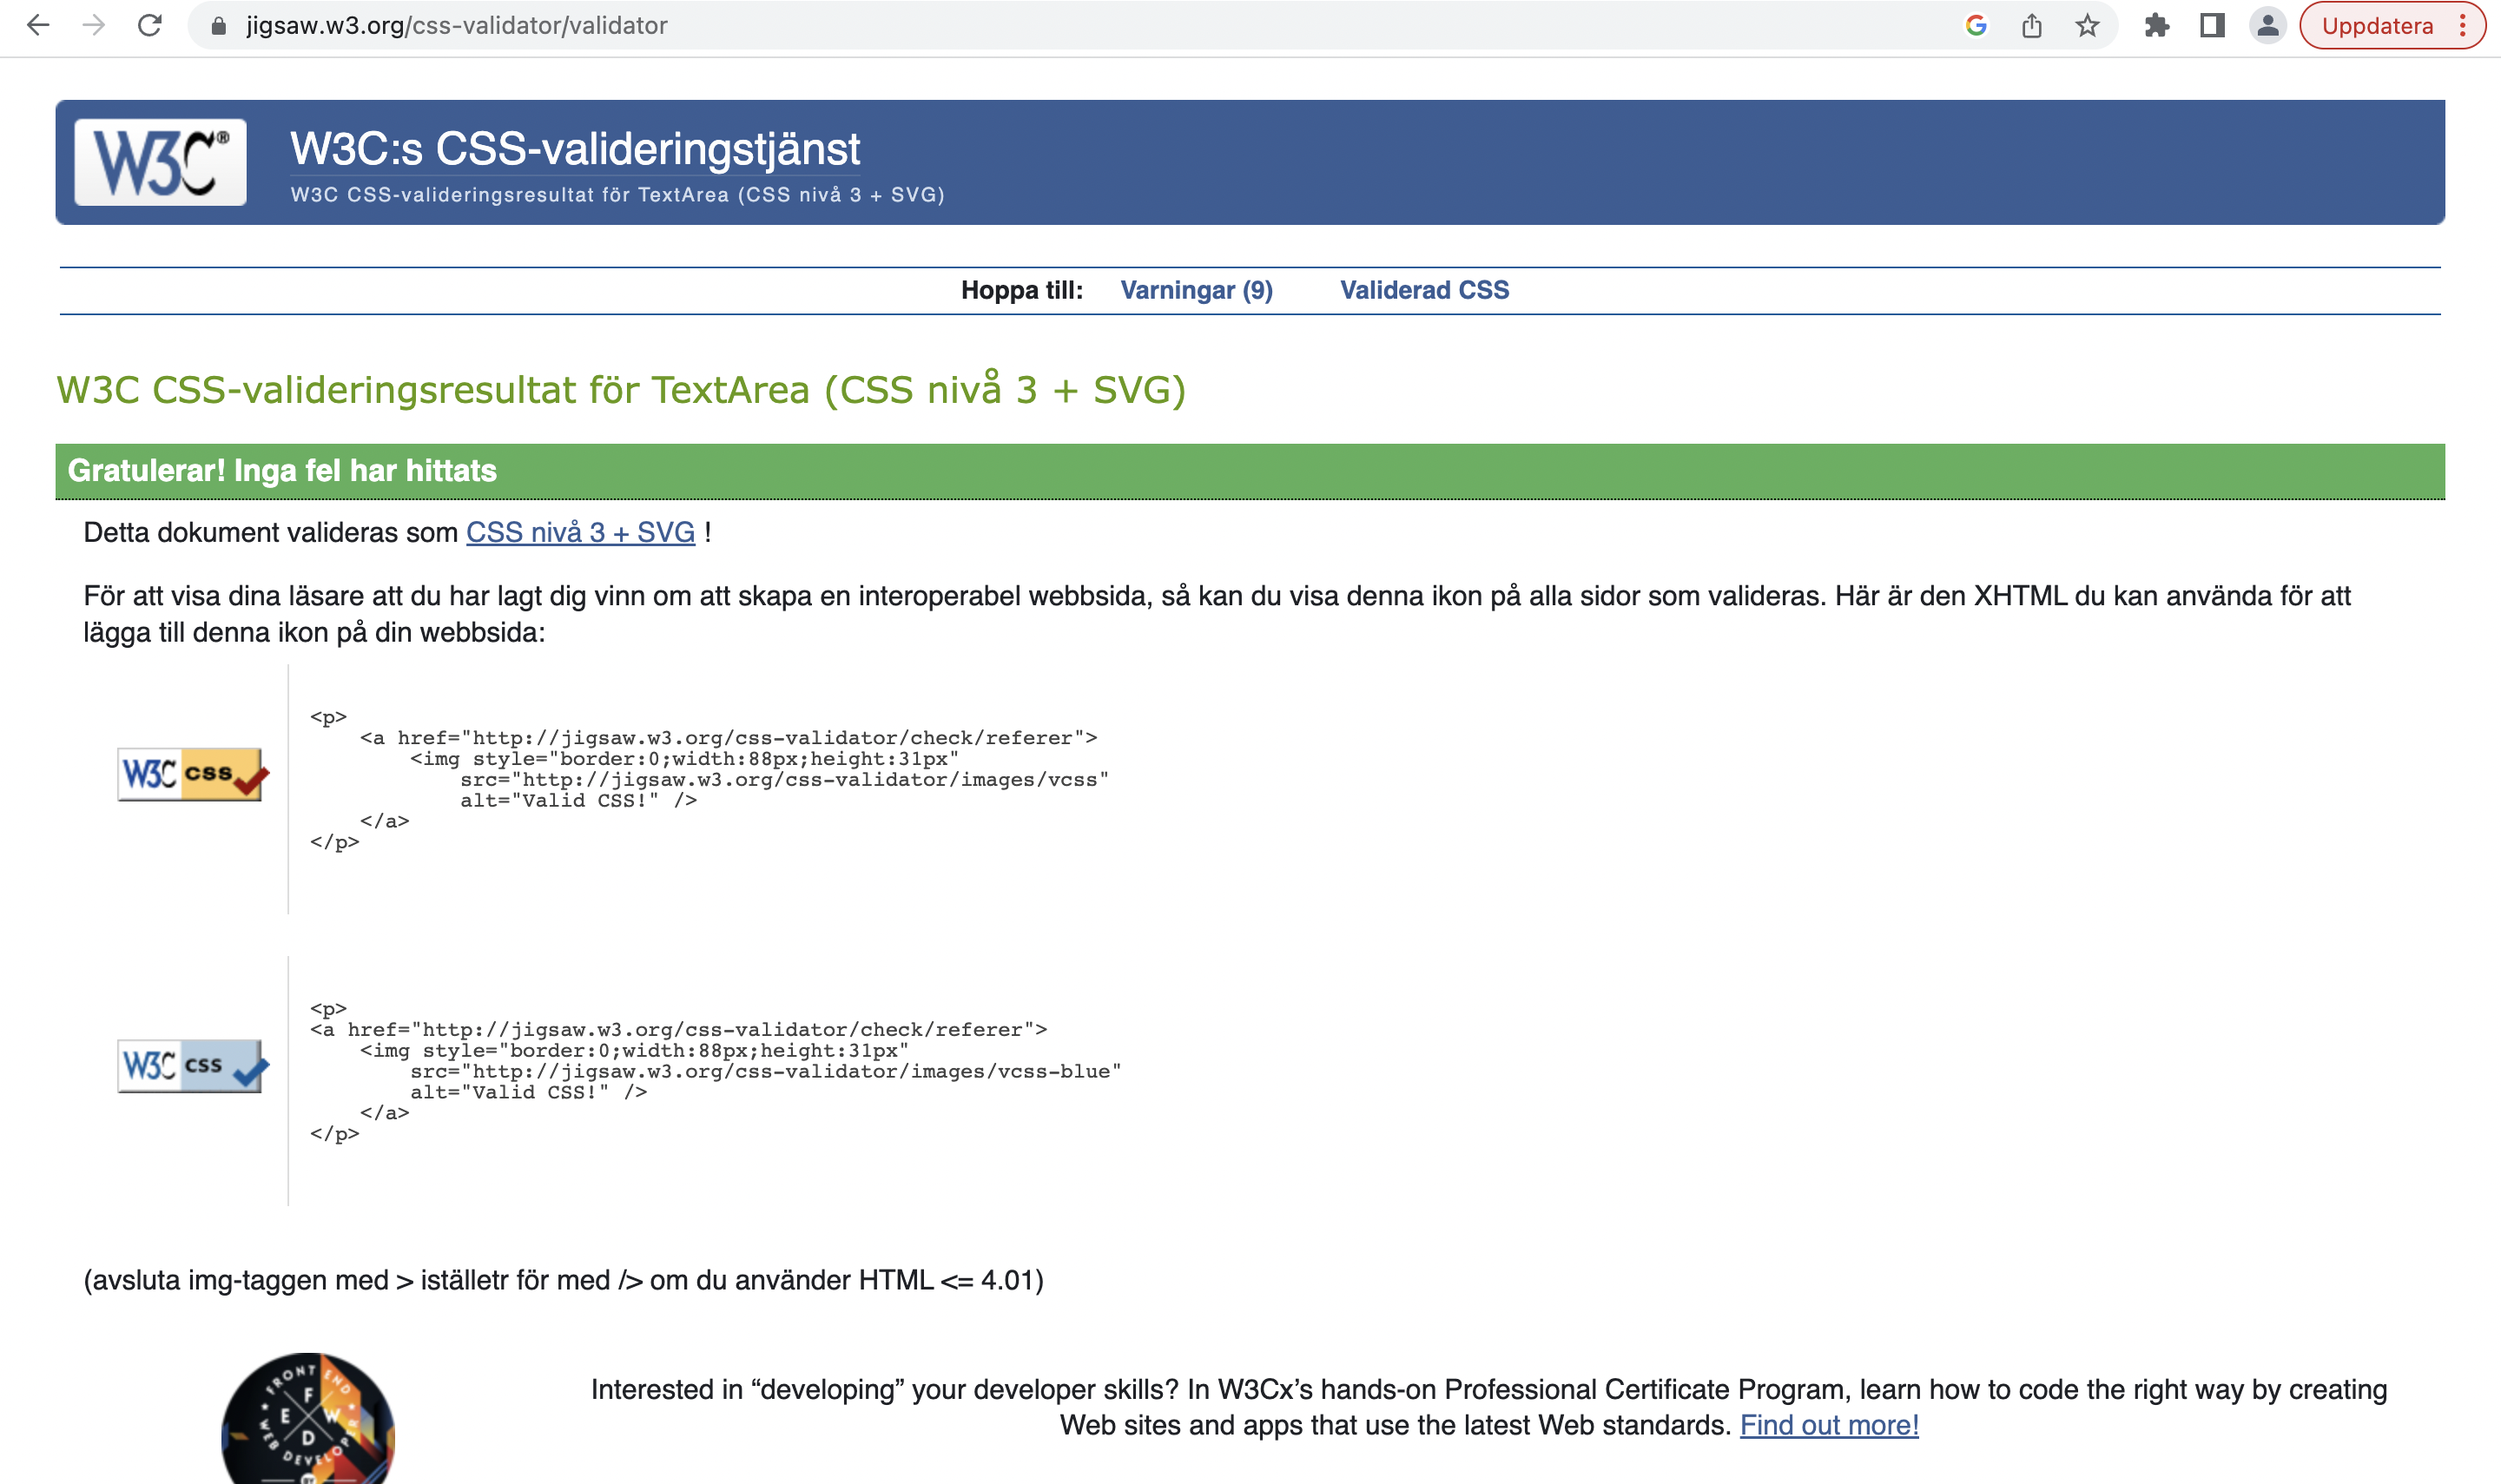 jigsaw.w3.org/css-validator/validator
Uppdatera
W3C®
W3C:s CSS-valideringstjänst
W3C CSS-valideringsresultat för TextArea (CSS nivå 3 + SVG)
Hoppa till: Varningar (9) Validerad CSS
W3C CSS-valideringsresultat för TextArea (CSS nivå 3 + SVG)
Gratulerar! Inga fel har hittats
Detta dokument valideras som CSS nivå 3 + SVG !
För att visa dina läsare att du har lagt dig vinn om att skapa en interoperabel webbsida, så kan du visa denna ikon på alla sidor som valideras. Här är den XHTML du kan använda för att
lägga till denna ikon på din webbsida:
W3C css
<p>
    <a href="http://jigsaw.w3.org/css-validator/check/referer">
        <img style="border:0;width:88px;height:31px"
            src="http://jigsaw.w3.org/css-validator/images/vcss"
            alt="Valid CSS!" />
    </a>
</p>
W3C css
<p>
<a href="http://jigsaw.w3.org/css-validator/check/referer">
    <img style="border:0;width:88px;height:31px"
        src="http://jigsaw.w3.org/css-validator/images/vcss-blue"
        alt="Valid CSS!" />
    </a>
</p>
(avsluta img-taggen med > iställetr för med /> om du använder HTML <= 4.01)
FRONT END
F
E W
D
WEB DEVELOPER
BY
Interested in “developing” your developer skills? In W3Cx’s hands-on Professional Certificate Program, learn how to code the right way by creating
Web sites and apps that use the latest Web standards. Find out more!